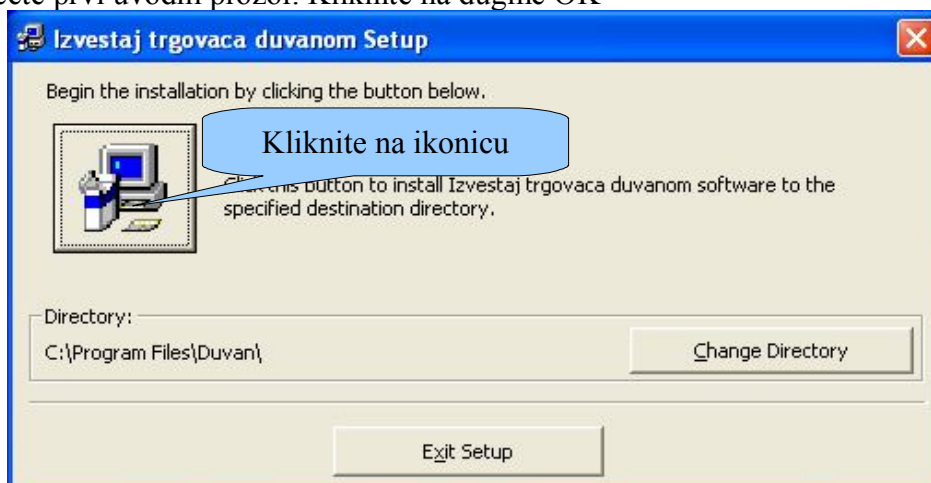 prvi uvodni prozor. Kliknite na dugme OK
Izvestaj trgovaca duvanom Setup
Begin the installation by clicking the button below.
Kliknite na ikonicu
this button to install Izvestaj trgovaca duvanom software to the
specified destination directory.
Directory:
C:\Program Files\Duvan\
Change Directory
Exit Setup